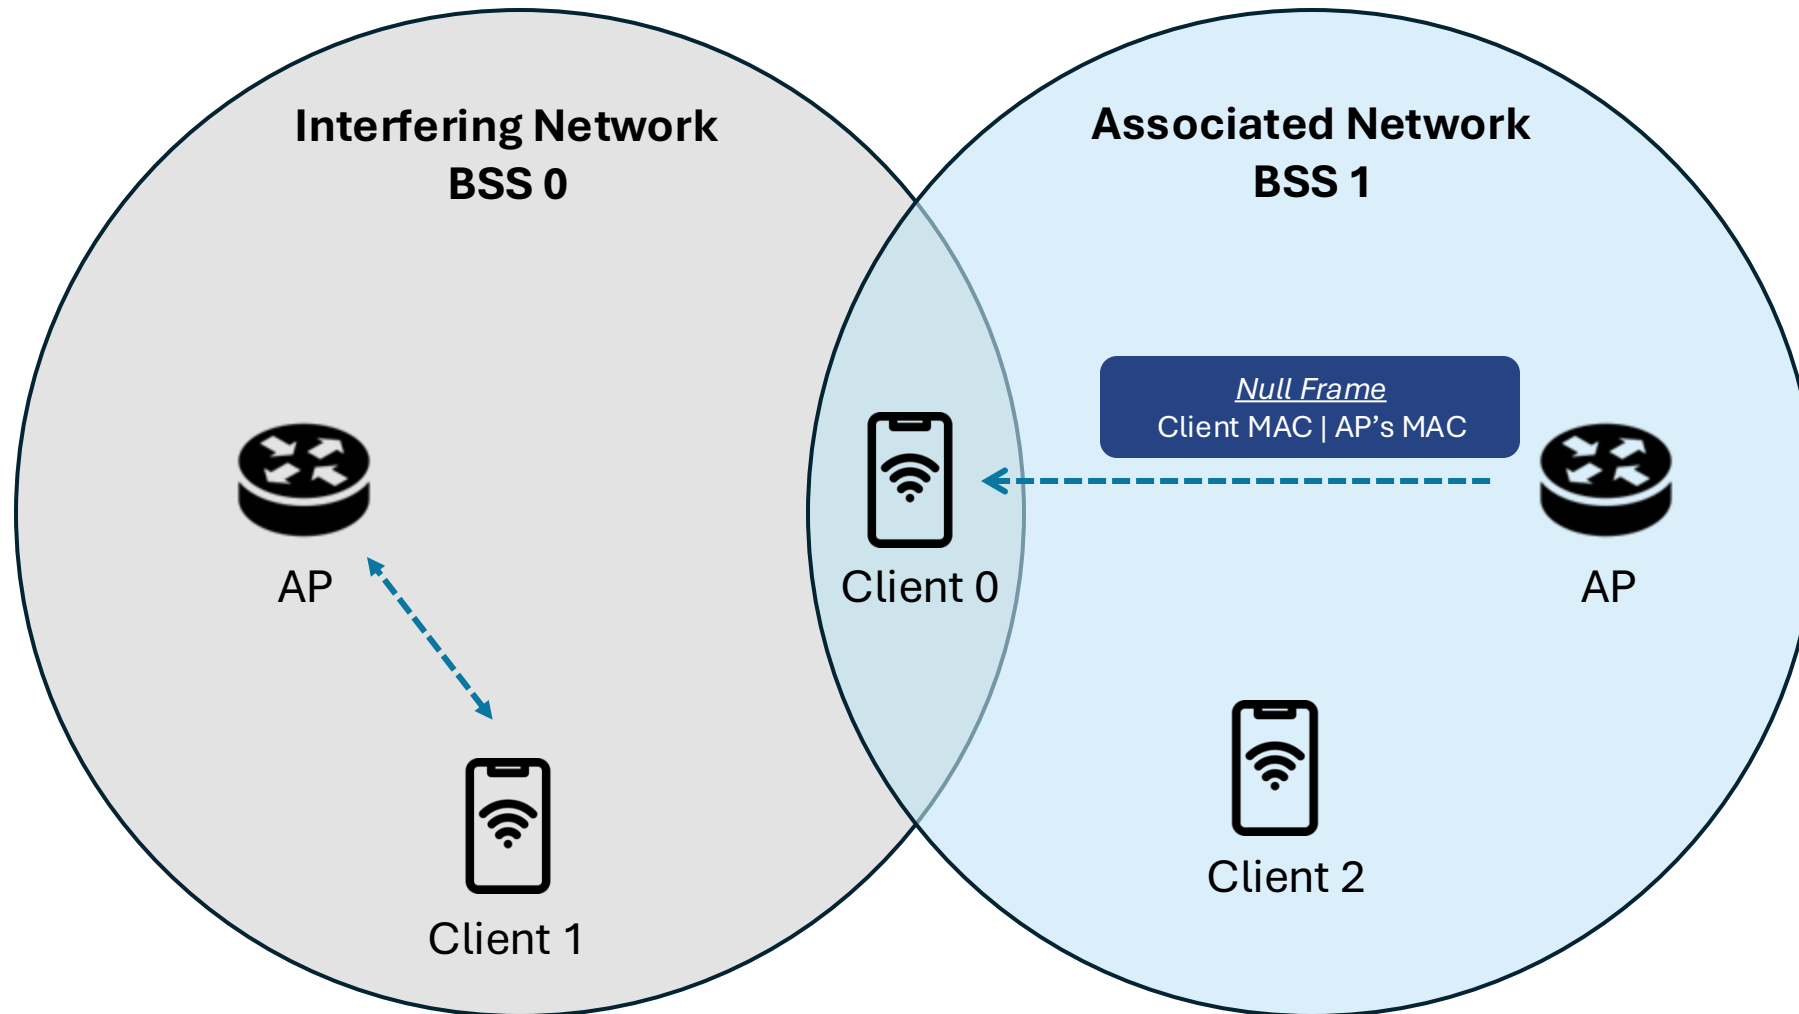 Interfering Network
BSS 0
Associated Network
BSS 1
Null Frame
Client MAC | AP's MAC
AP
Client 0
AP
Client 1
Client 2